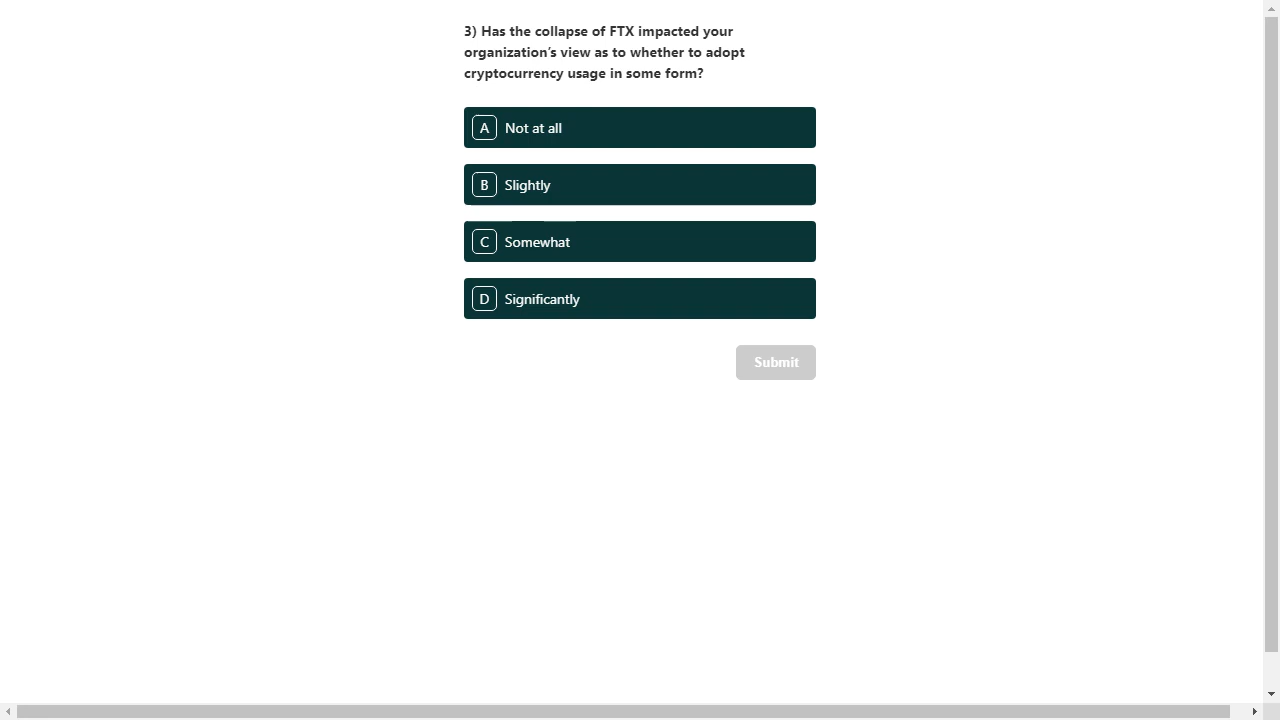 3) Has the collapse of FTX impacted your
organization's view as to whether to adopt
cryptocurrency usage in some form?
A Not at all
B Slightly
C Somewhat
D Significantly
Submit